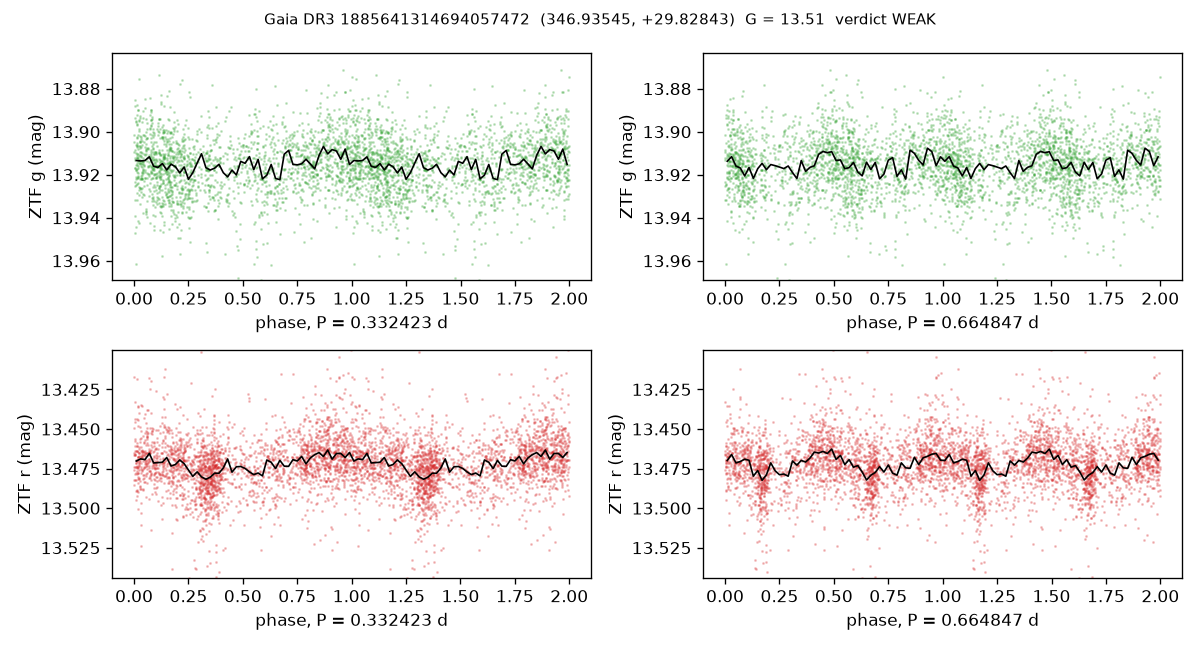 Gaia DR3 1885641314694057472 (346.93545, +29.82843) G = 13.51 verdict WEAK
ZTF g (mag)
13.88
13.90
13.92
13.94
13.96
0.00 0.25 0.50 0.75 1.00 1.25 1.50 1.75 2.00
phase, P = 0.332423 d
ZTF g (mag)
13.88
13.90
13.92
13.94
13.96
0.00 0.25 0.50 0.75 1.00 1.25 1.50 1.75 2.00
phase, P = 0.664847 d
ZTF r (mag)
13.425
13.450
13.475
13.500
13.525
0.00 0.25 0.50 0.75 1.00 1.25 1.50 1.75 2.00
phase, P = 0.332423 d
ZTF r (mag)
13.425
13.450
13.475
13.500
13.525
0.00 0.25 0.50 0.75 1.00 1.25 1.50 1.75 2.00
phase, P = 0.664847 d